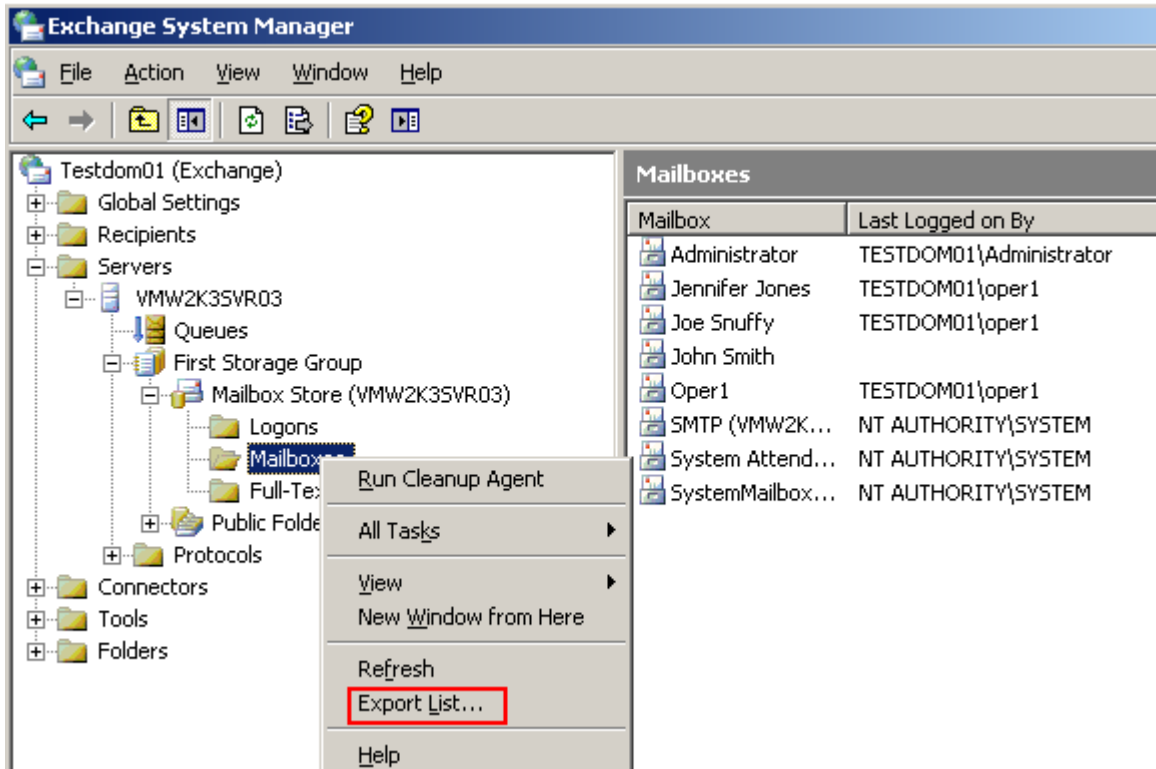 Exchange System Manager
File Action View Window Help
Testdom01 (Exchange)
Global Settings
Recipients
Servers
VMW2K3SVR03
Queues
First Storage Group
Mailbox Store (VMW2K3SVR03)
Logons
Mailboxes
Full-Te
Public Folde
Protocols
Connectors
Tools
Folders
Run Cleanup Agent
All Tasks
View
New Window from Here
Refresh
Export List...
Help
Mailboxes
Mailbox Last Logged on By
Administrator TESTDOM01\Administrator
Jennifer Jones TESTDOM01\oper1
Joe Snuffy TESTDOM01\oper1
John Smith
Oper1 TESTDOM01\oper1
SMTP (VMW2K... NT AUTHORITY\SYSTEM
System Attend... NT AUTHORITY\SYSTEM
SystemMailbox... NT AUTHORITY\SYSTEM